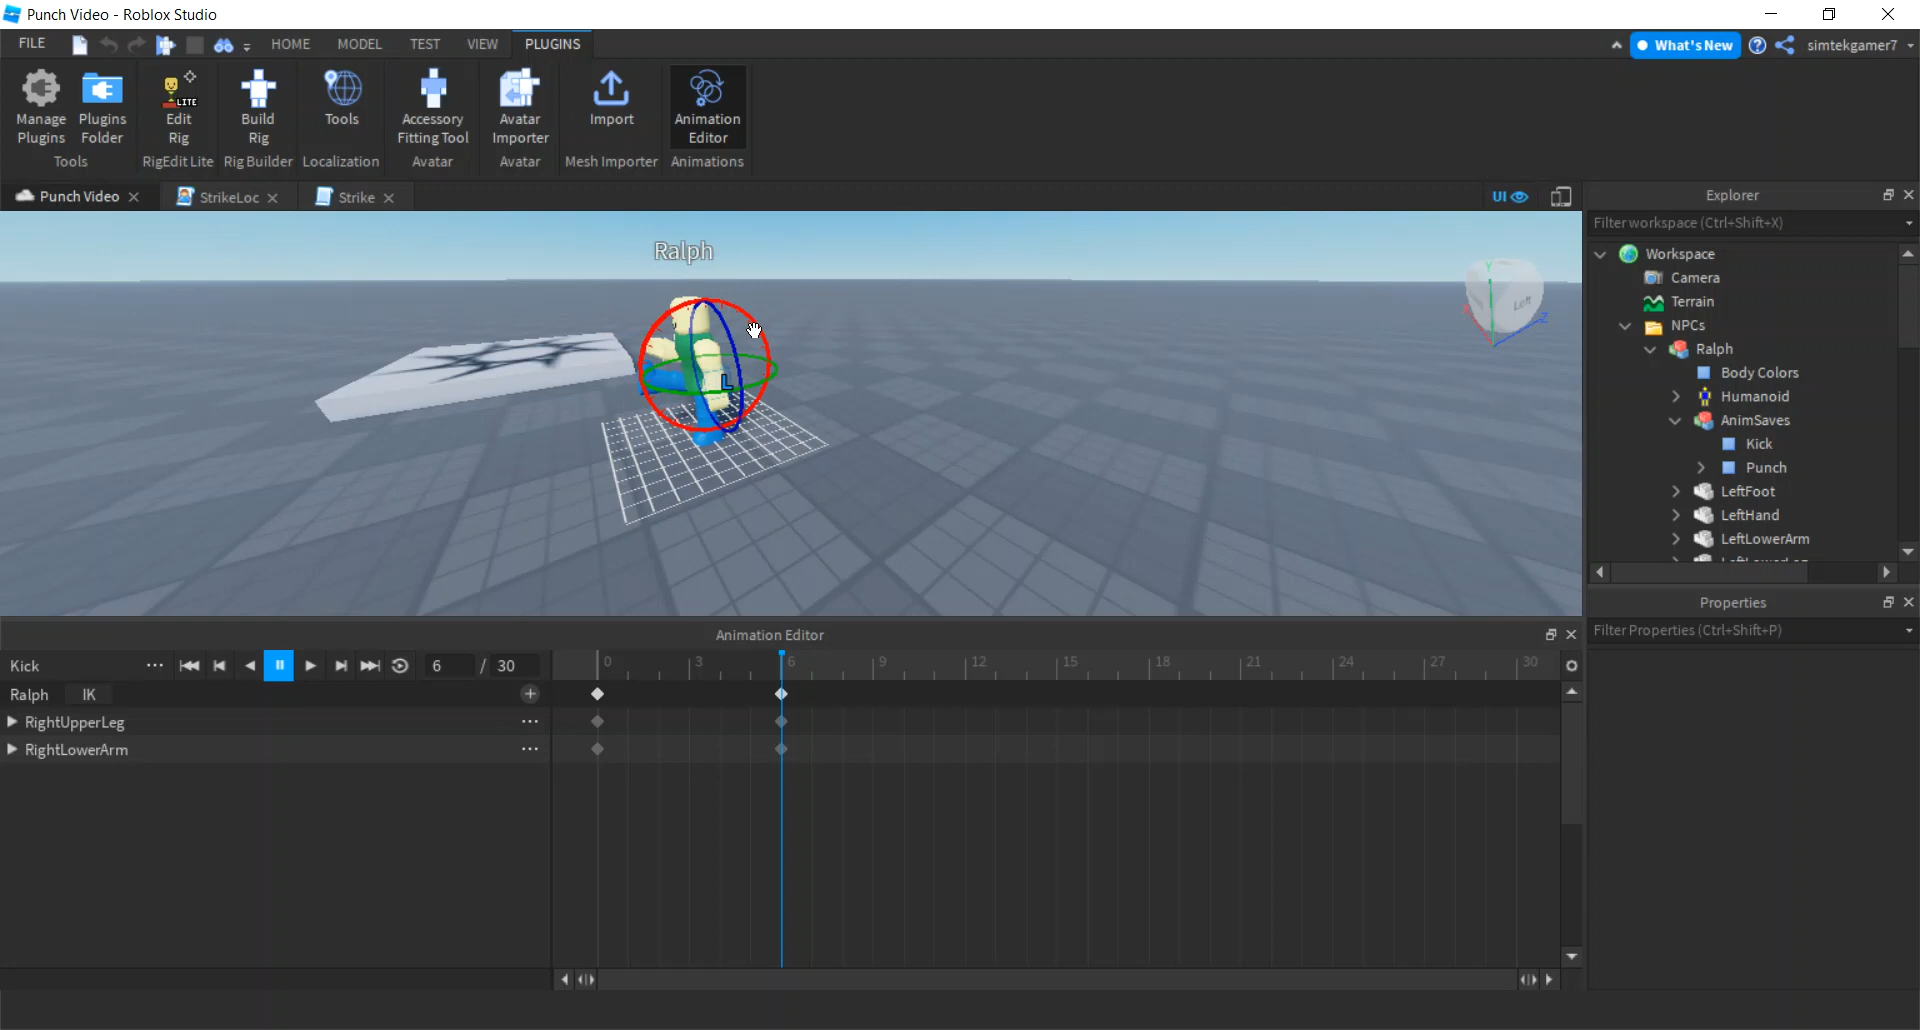 Punch Video - Roblox Studio
FILE HOME MODEL TEST VIEW PLUGINS What's New simtekgamer7
LITE
Manage Plugins Edit Build Tools Accessory Avatar Import Animation
Plugins Folder Rig Rig Fitting Tool Importer Editor
Tools RigEdit Lite Rig Builder Localization Avatar Avatar Mesh Importer Animations
Punch Video StrikeLoc Strike UI Explorer
Filter workspace (Ctrl+Shift+X)
Ralph
Workspace
Camera
Terrain
NPCs
Ralph
Body Colors
Humanoid
AnimSaves
Kick
Punch
LeftFoot
LeftHand
LeftLowerArm
Y
X
Z
Left
L
Properties
Filter Properties (Ctrl+Shift+P)
Animation Editor
Kick ... 6 / 30 0 3 6 9 12 15 18 21 24 27 30
Ralph IK
RightUpperLeg ...
RightLowerArm ...